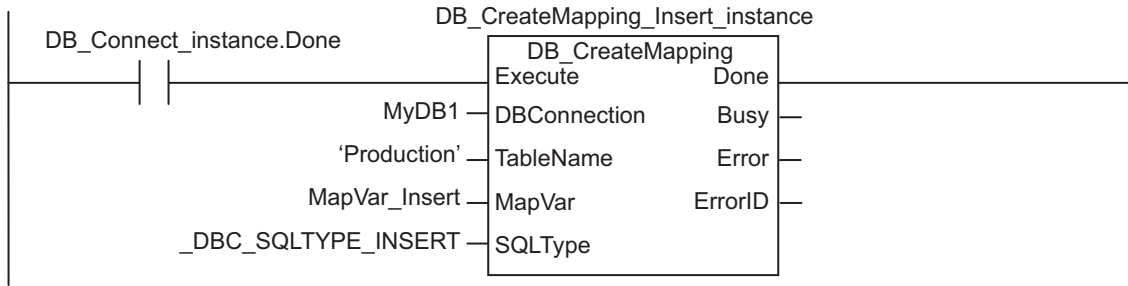 DB_CreateMapping_Insert_instance
DB_Connect_instance.Done
DB_CreateMapping
Execute Done
MyDB1 DBConnection Busy
‘Production’ TableName Error
MapVar_Insert MapVar ErrorID
_DBC_SQLTYPE_INSERT SQLType